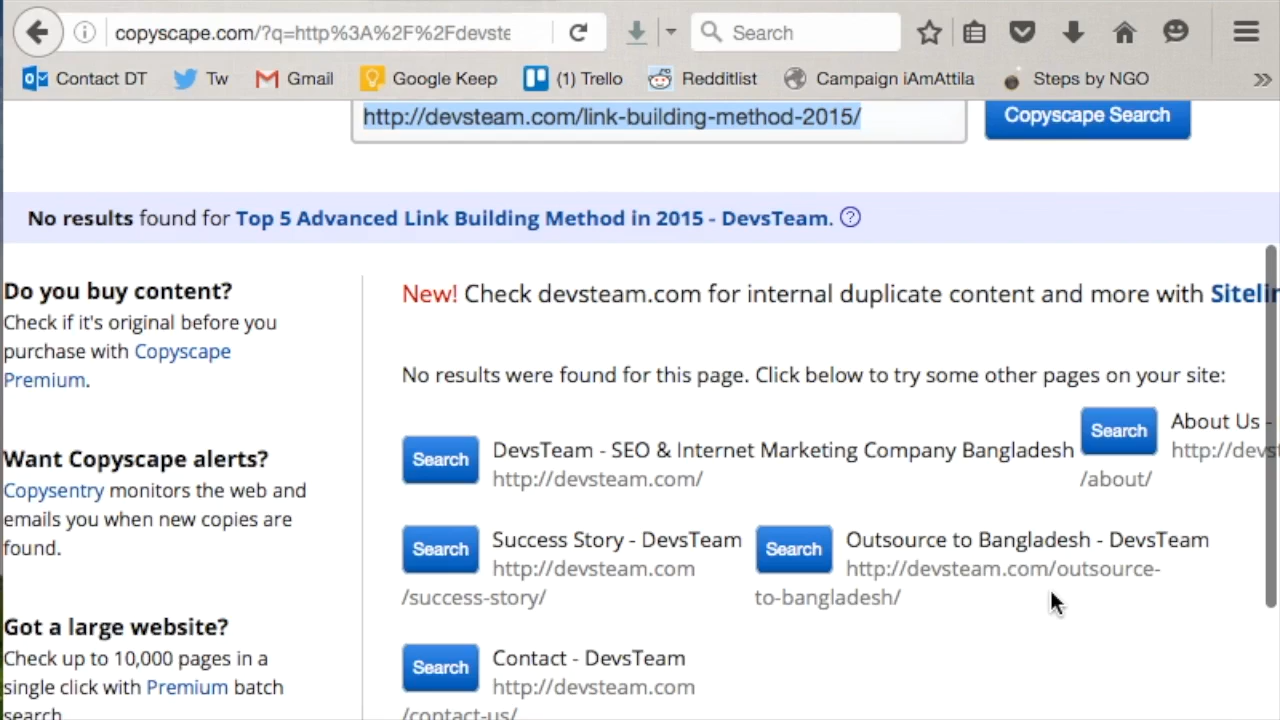 copyscape.com/?q=http%3A%2F%2Fdevste
Search
Contact DT Tw Gmail Google Keep (1) Trello Redditlist Campaign iAmAttila Steps by NGO
http://devsteam.com/link-building-method-2015/
Copyscape Search
No results found for Top 5 Advanced Link Building Method in 2015 - DevsTeam. ?
Do you buy content?
Check if it's original before you
purchase with Copyscape
Premium.
Want Copyscape alerts?
Copysentry monitors the web and
emails you when new copies are
found.
Got a large website?
Check up to 10,000 pages in a
single click with Premium batch
search.
New! Check devsteam.com for internal duplicate content and more with
No results were found for this page. Click below to try some other pages on your site:
Search DevsTeam - SEO & Internet Marketing Company Bangladesh
http://devsteam.com/
Search About Us -
http://devst
/about/
Search Success Story - DevsTeam
http://devsteam.com
/success-story/
Search Outsource to Bangladesh - DevsTeam
http://devsteam.com/outsource-
to-bangladesh/
Search Contact - DevsTeam
http://devsteam.com
/contact-us/